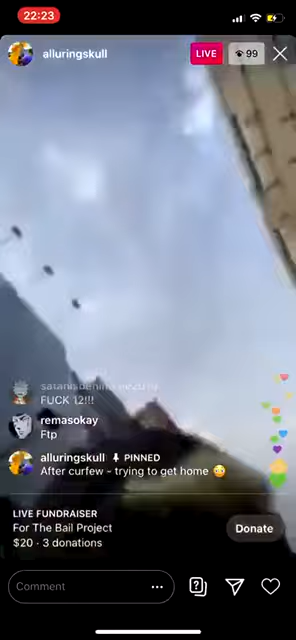 22:23
alluringskull
LIVE
99
FUCK 12!!!
remasokay
Ftp
alluringskull PINNED
After curfew - trying to get home 😳
LIVE FUNDRAISER
For The Bail Project
$20 · 3 donations
Donate
Comment